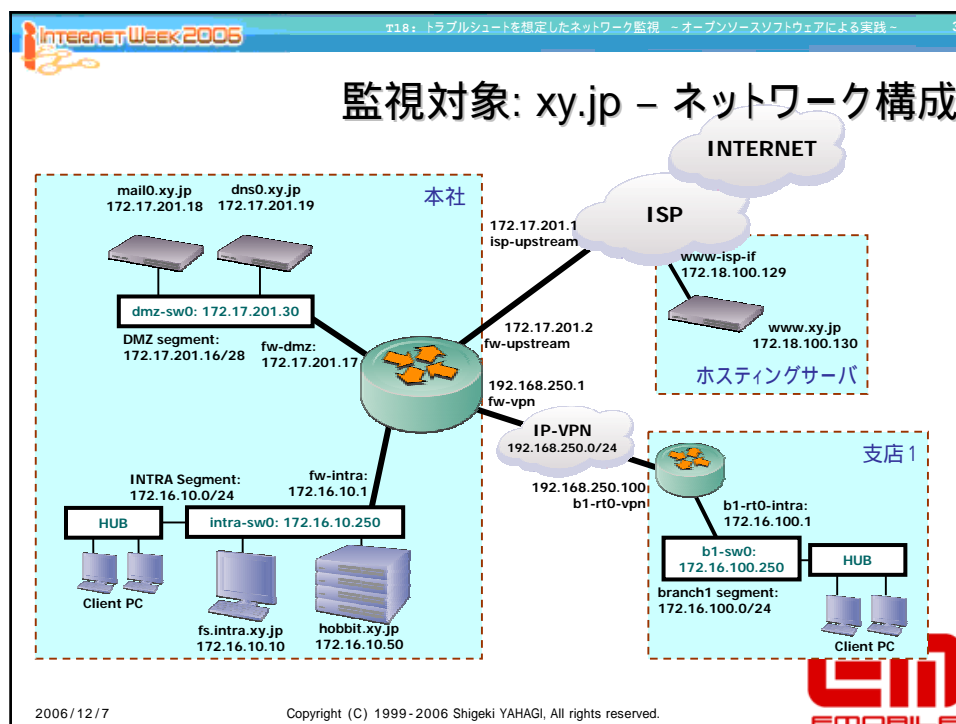 INTERNET WEEK 2006
T18: トラブルシュートを想定したネットワーク監視 －オープンソースソフトウェアによる実践－
3
監視対象: xy.jp – ネットワーク構成
INTERNET
ISP
本社
mail0.xy.jp
172.17.201.18
dns0.xy.jp
172.17.201.19
172.17.201.1
isp-upstream
www-isp-if
172.18.100.129
dmz-sw0: 172.17.201.30
DMZ segment:
172.17.201.16/28
fw-dmz:
172.17.201.17
172.17.201.2
fw-upstream
www.xy.jp
172.18.100.130
ホスティングサーバ
192.168.250.1
fw-vpn
IP-VPN
192.168.250.0/24
支店1
192.168.250.100
b1-rt0-vpn
INTRA Segment:
172.16.10.0/24
fw-intra:
172.16.10.1
b1-rt0-intra:
172.16.100.1
HUB
intra-sw0: 172.16.10.250
b1-sw0:
172.16.100.250
HUB
branch1 segment:
172.16.100.0/24
Client PC
fs.intra.xy.jp
172.16.10.10
hobbit.xy.jp
172.16.10.50
Client PC
EMOBILE
2006/12/7
Copyright (C) 1999-2006 Shigeki YAHAGI, All rights reserved.